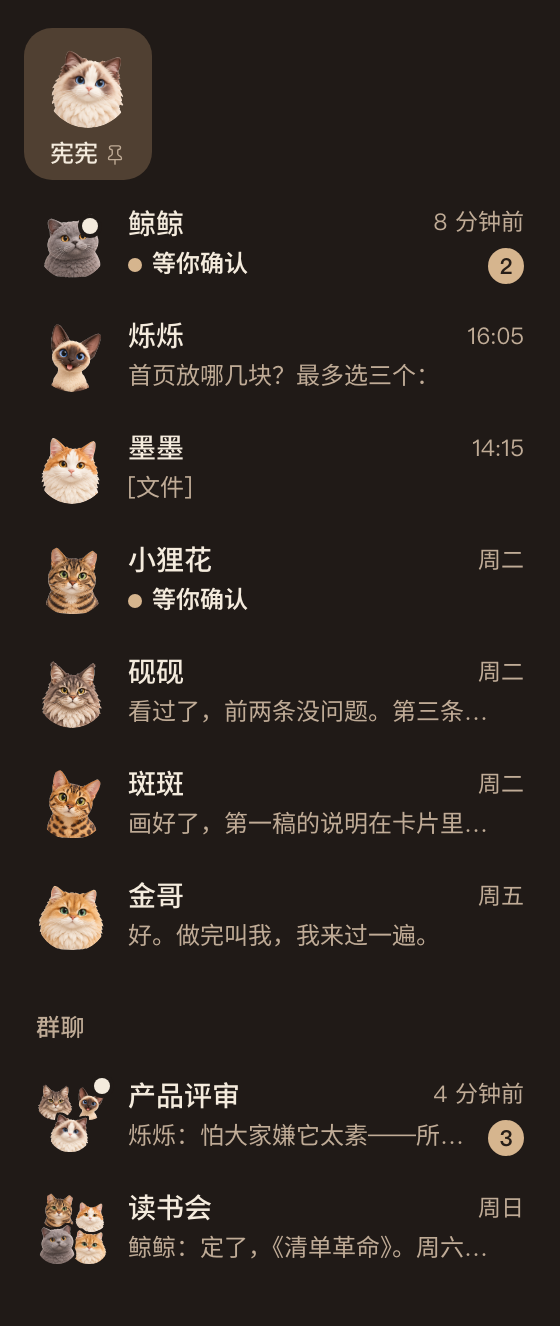 宪宪
鲸鲸 8 分钟前
等你确认 2
烁烁 16:05
首页放哪几块？最多选三个：
墨墨 14:15
[文件]
小狸花 周二
等你确认
砚砚 周二
看过了，前两条没问题。第三条…
斑斑 周二
画好了，第一稿的说明在卡片里…
金哥 周五
好。做完叫我，我来过一遍。
群聊
产品评审 4 分钟前
烁烁：怕大家嫌它太素——所… 3
读书会 周日
鲸鲸：定了，《清单革命》。周六…